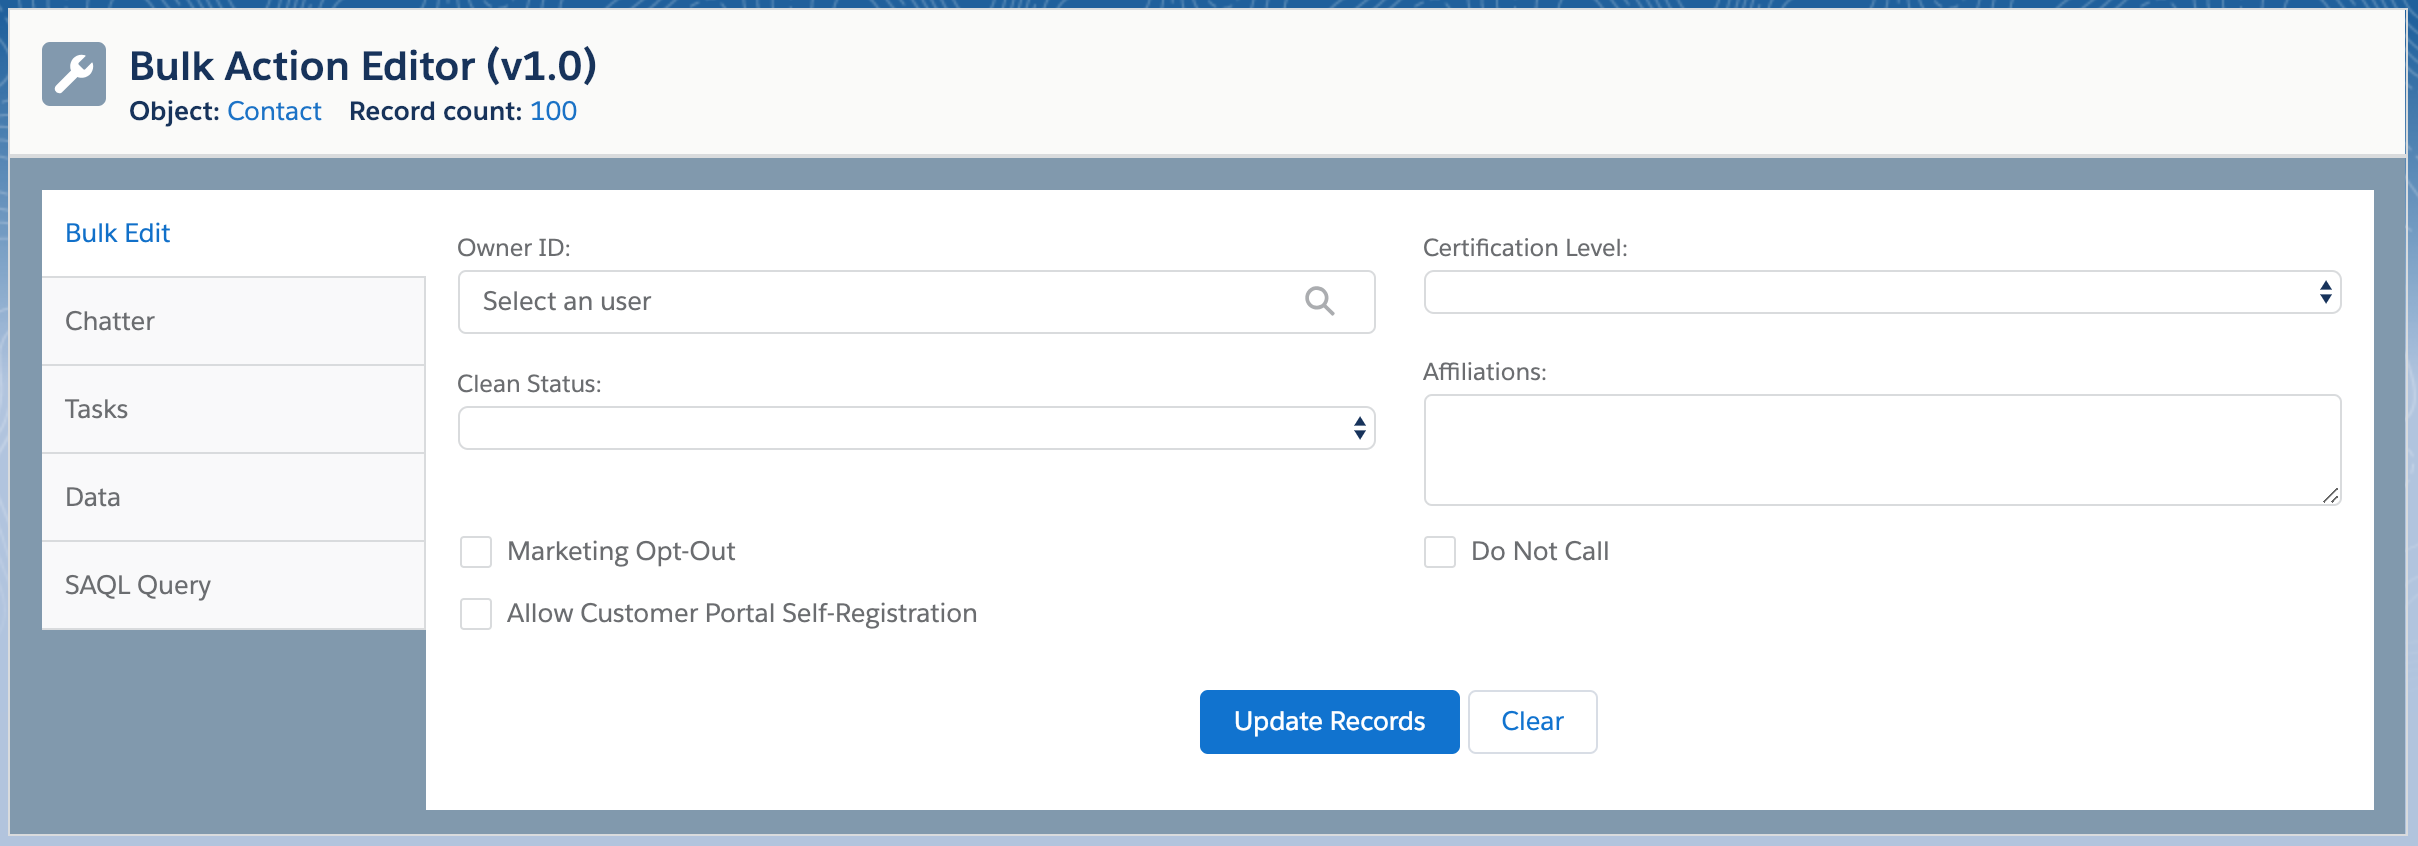 Bulk Action Editor (v1.0)
Object: Contact Record count: 100
Bulk Edit
Chatter
Tasks
Data
SAQL Query
Owner ID:
Select an user
Certification Level:
Clean Status:
Affiliations:
Marketing Opt-Out
Do Not Call
Allow Customer Portal Self-Registration
Update Records
Clear